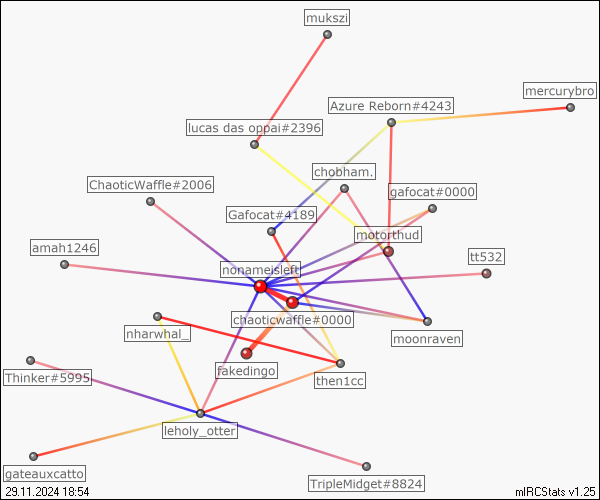 mukszi
mercurybro
Azure Reborn#4243
lucas das oppai#2396
chobham.
ChaoticWaffle#2006
gafocat#0000
Gafocat#4189
motorthud
amah1246
tt532
nonameisleft
chaoticwaffle#0000
nharwhal_
moonraven
fakedingo
Thinker#5995
then1cc
leholy_otter
gateauxcatto
TripleMidget#8824
29.11.2024 18:54
mIRCStats v1.25